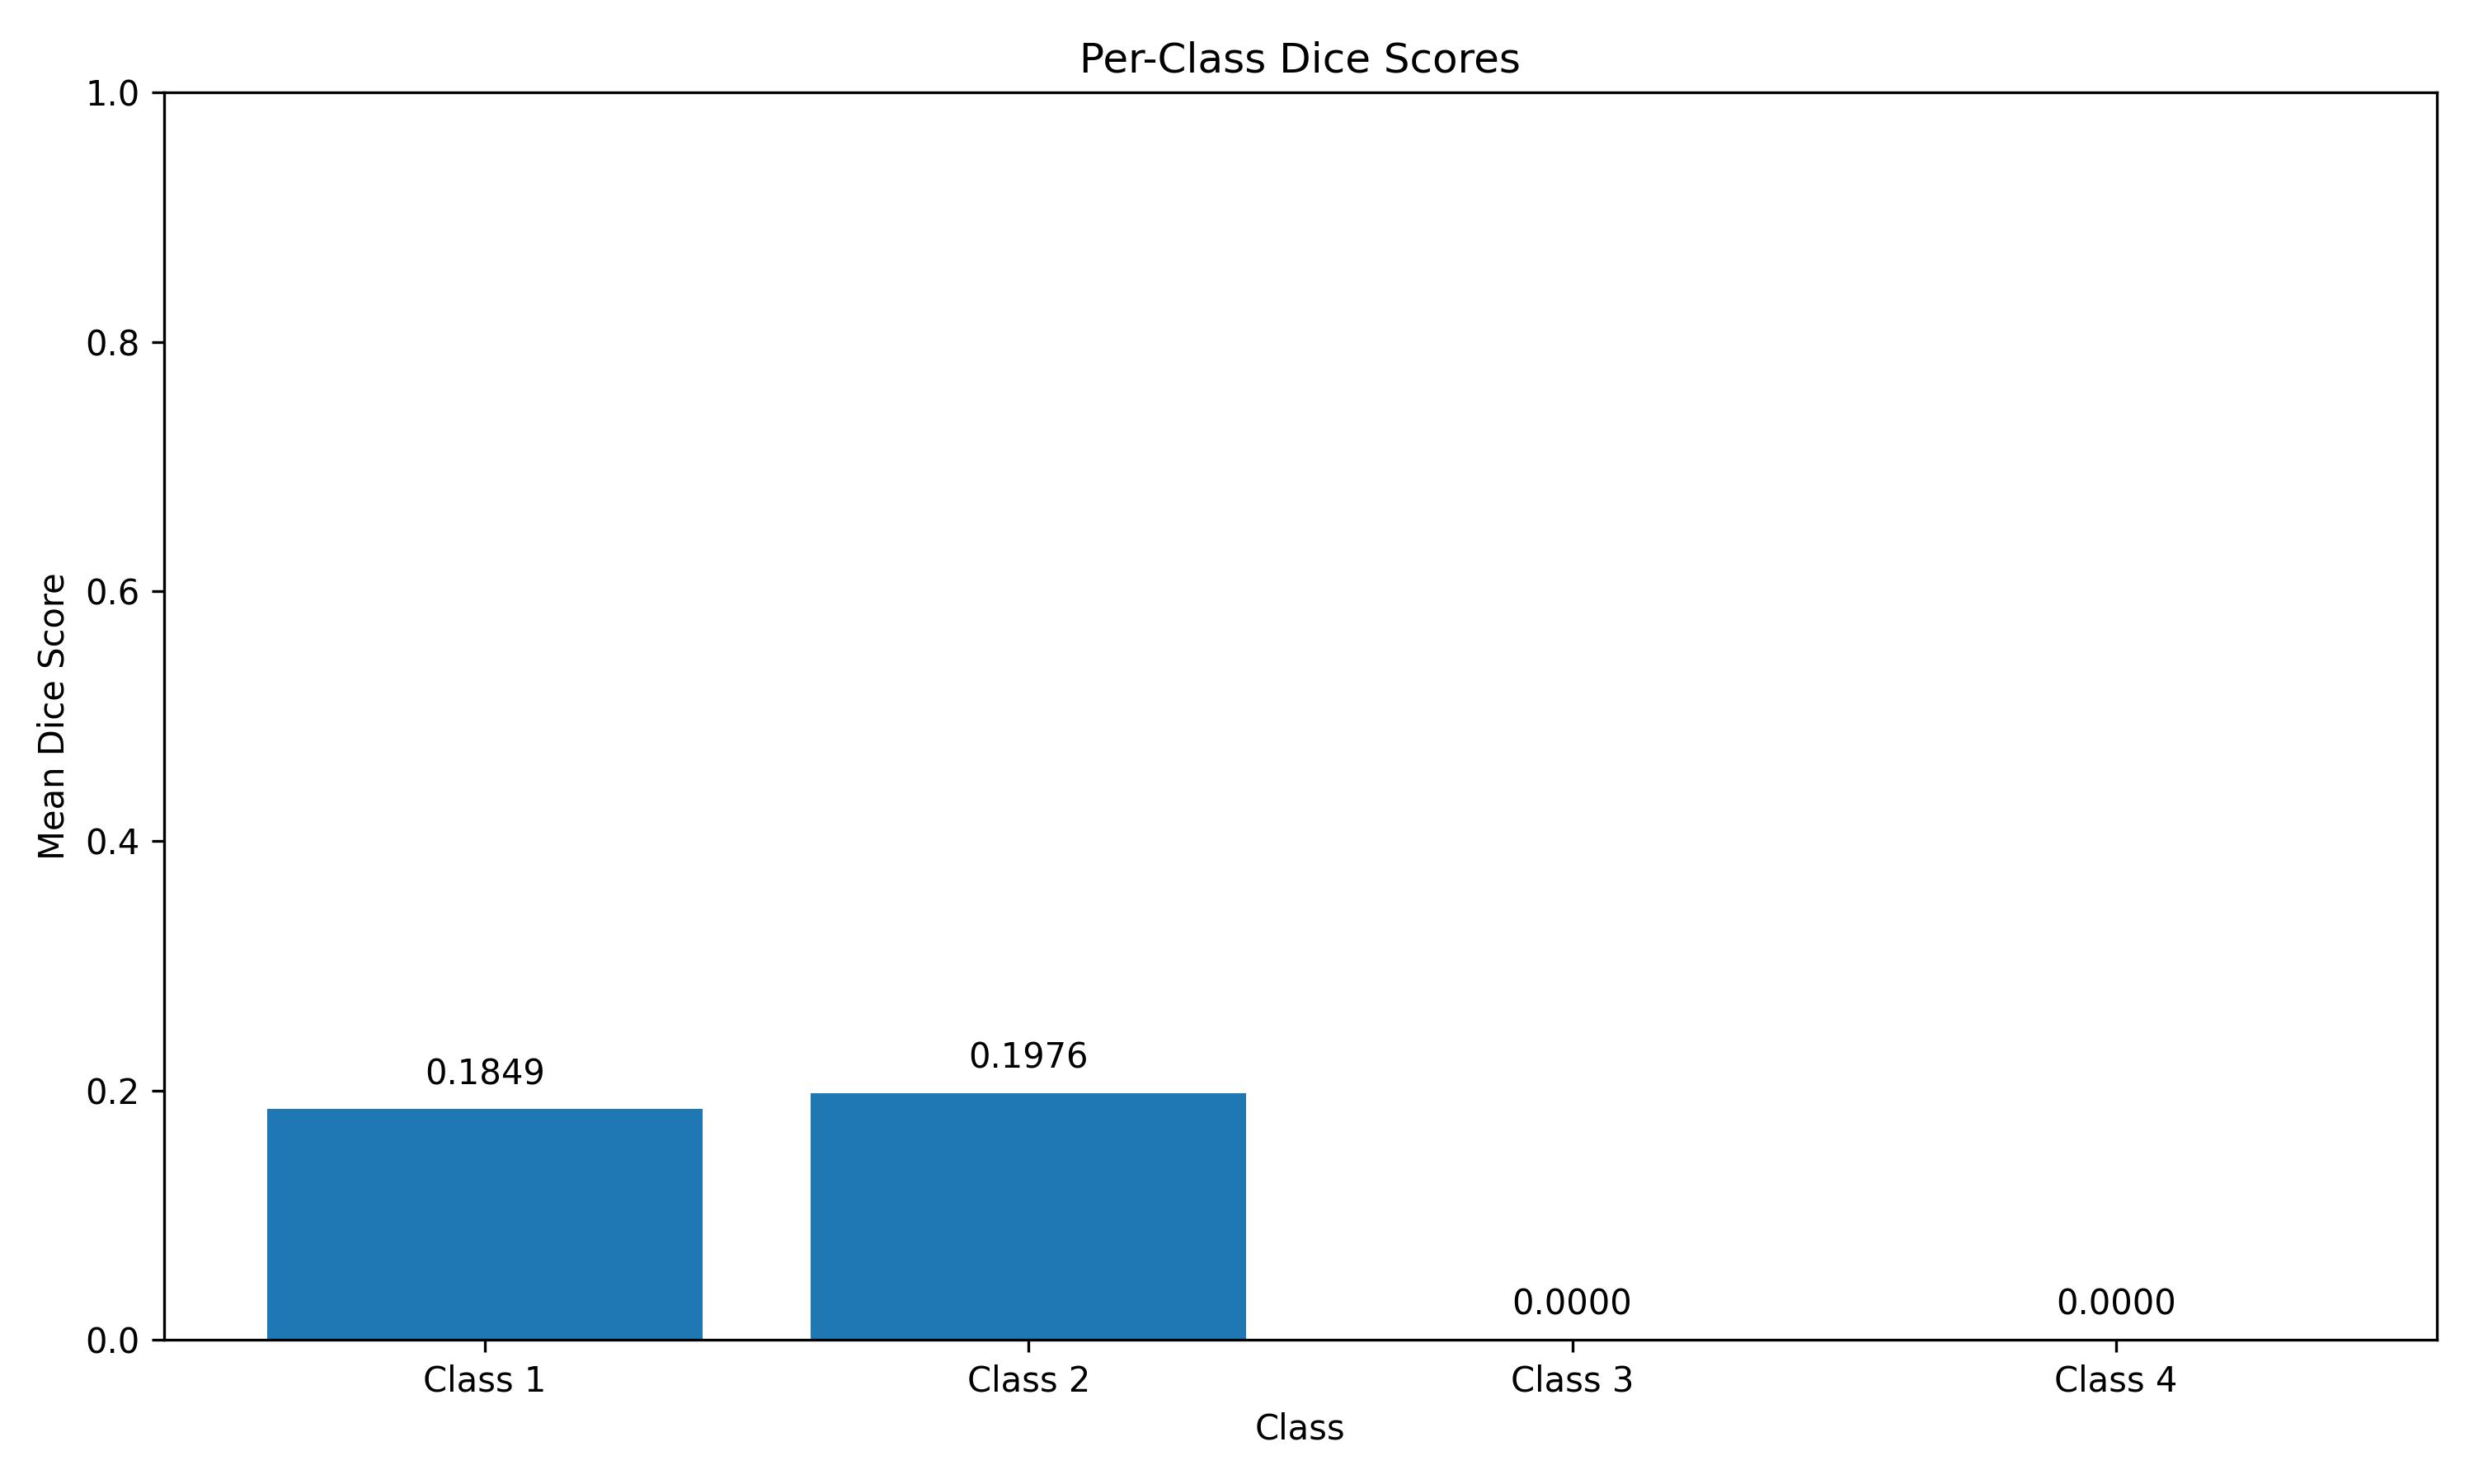 Per-Class Dice Scores
1.0
0.8
0.6
0.4
0.2
0.0
Mean Dice Score
0.1849
0.1976
0.0000
0.0000
Class 1
Class 2
Class 3
Class 4
Class